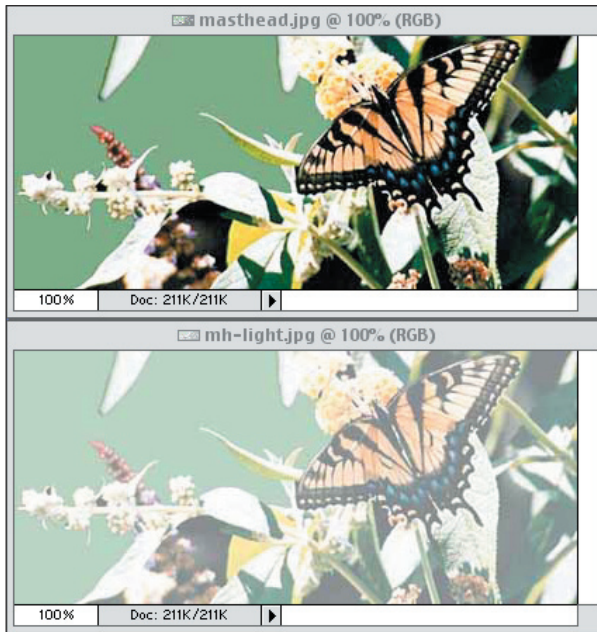 masthead.jpg @ 100% (RGB)
100% Doc: 211K/211K
mh-light.jpg @ 100% (RGB)
100% Doc: 211K/211K